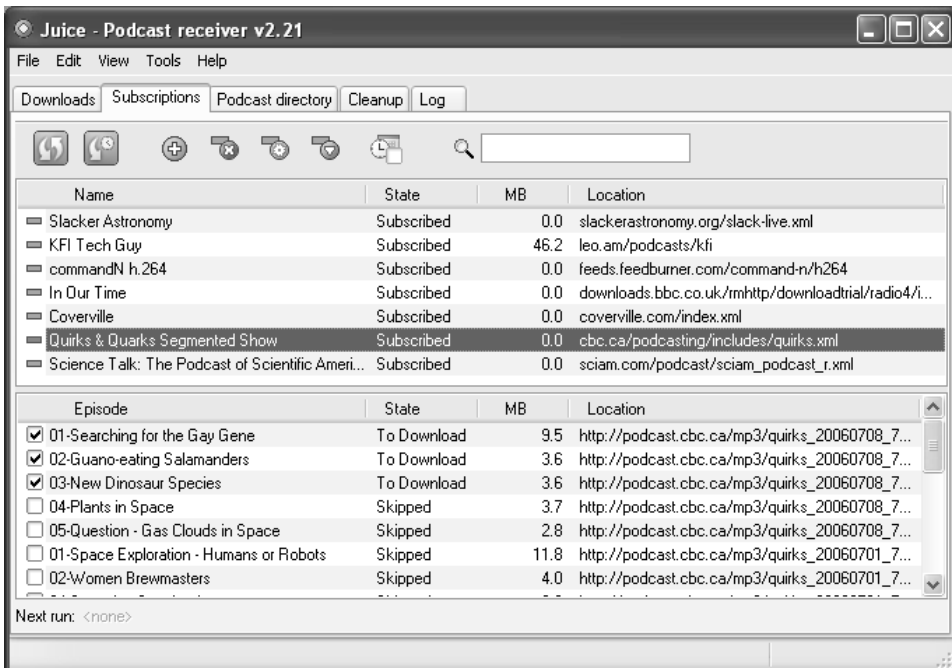 Juice - Podcast receiver v2.21
File Edit View Tools Help
Downloads Subscriptions Podcast directory Cleanup Log
Name State MB Location
Slacker Astronomy Subscribed 0.0 slackerastronomy.org/slack-live.xml
KFI Tech Guy Subscribed 46.2 leo.am/podcasts/kfi
commandN h.264 Subscribed 0.0 feeds.feedburner.com/command-n/h264
In Our Time Subscribed 0.0 downloads.bbc.co.uk/rmhttp/downloadtrial/radio4/i...
Coverville Subscribed 0.0 coverville.com/index.xml
Quirks & Quarks Segmented Show Subscribed 0.0 cbc.ca/podcasting/includes/quirks.xml
Science Talk: The Podcast of Scientific Ameri... Subscribed 0.0 sciam.com/podcast/sciam_podcast_r.xml
Episode State MB Location
01-Searching for the Gay Gene To Download 9.5 http://podcast.cbc.ca/mp3/quirks_20060708_7...
02-Guano-eating Salamanders To Download 3.6 http://podcast.cbc.ca/mp3/quirks_20060708_7...
03-New Dinosaur Species To Download 3.6 http://podcast.cbc.ca/mp3/quirks_20060708_7...
04-Plants in Space Skipped 3.7 http://podcast.cbc.ca/mp3/quirks_20060708_7...
05-Question - Gas Clouds in Space Skipped 2.8 http://podcast.cbc.ca/mp3/quirks_20060708_7...
01-Space Exploration - Humans or Robots Skipped 11.8 http://podcast.cbc.ca/mp3/quirks_20060701_7...
02-Women Brewmasters Skipped 4.0 http://podcast.cbc.ca/mp3/quirks_20060701_7...
Next run: <none>